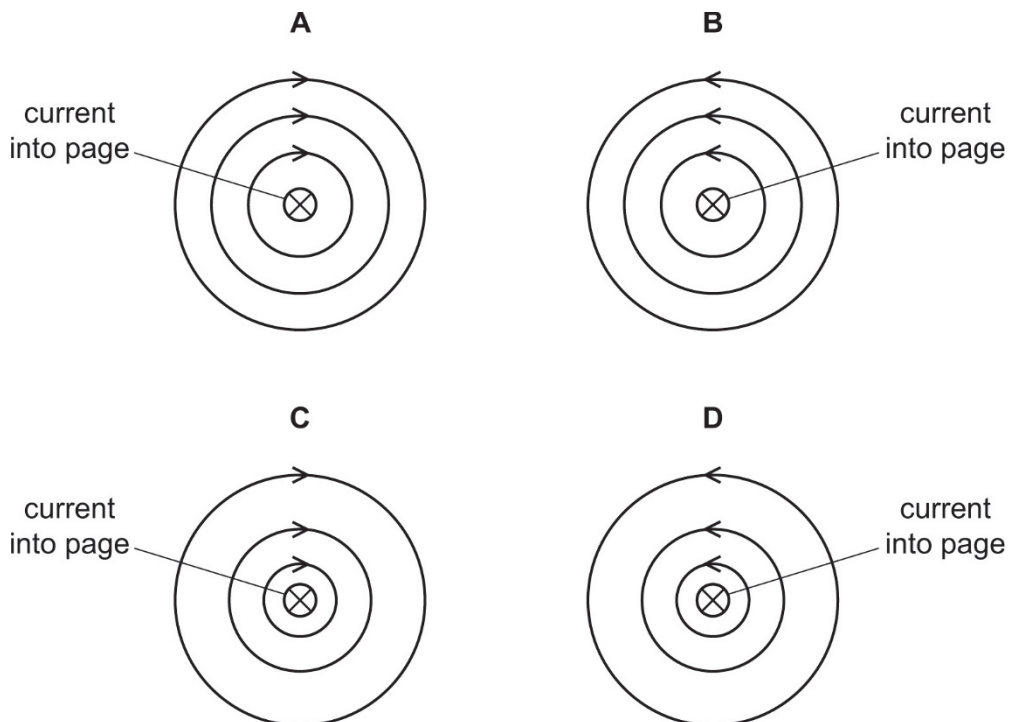 A
current
into page
B
current
into page
C
current
into page
D
current
into page